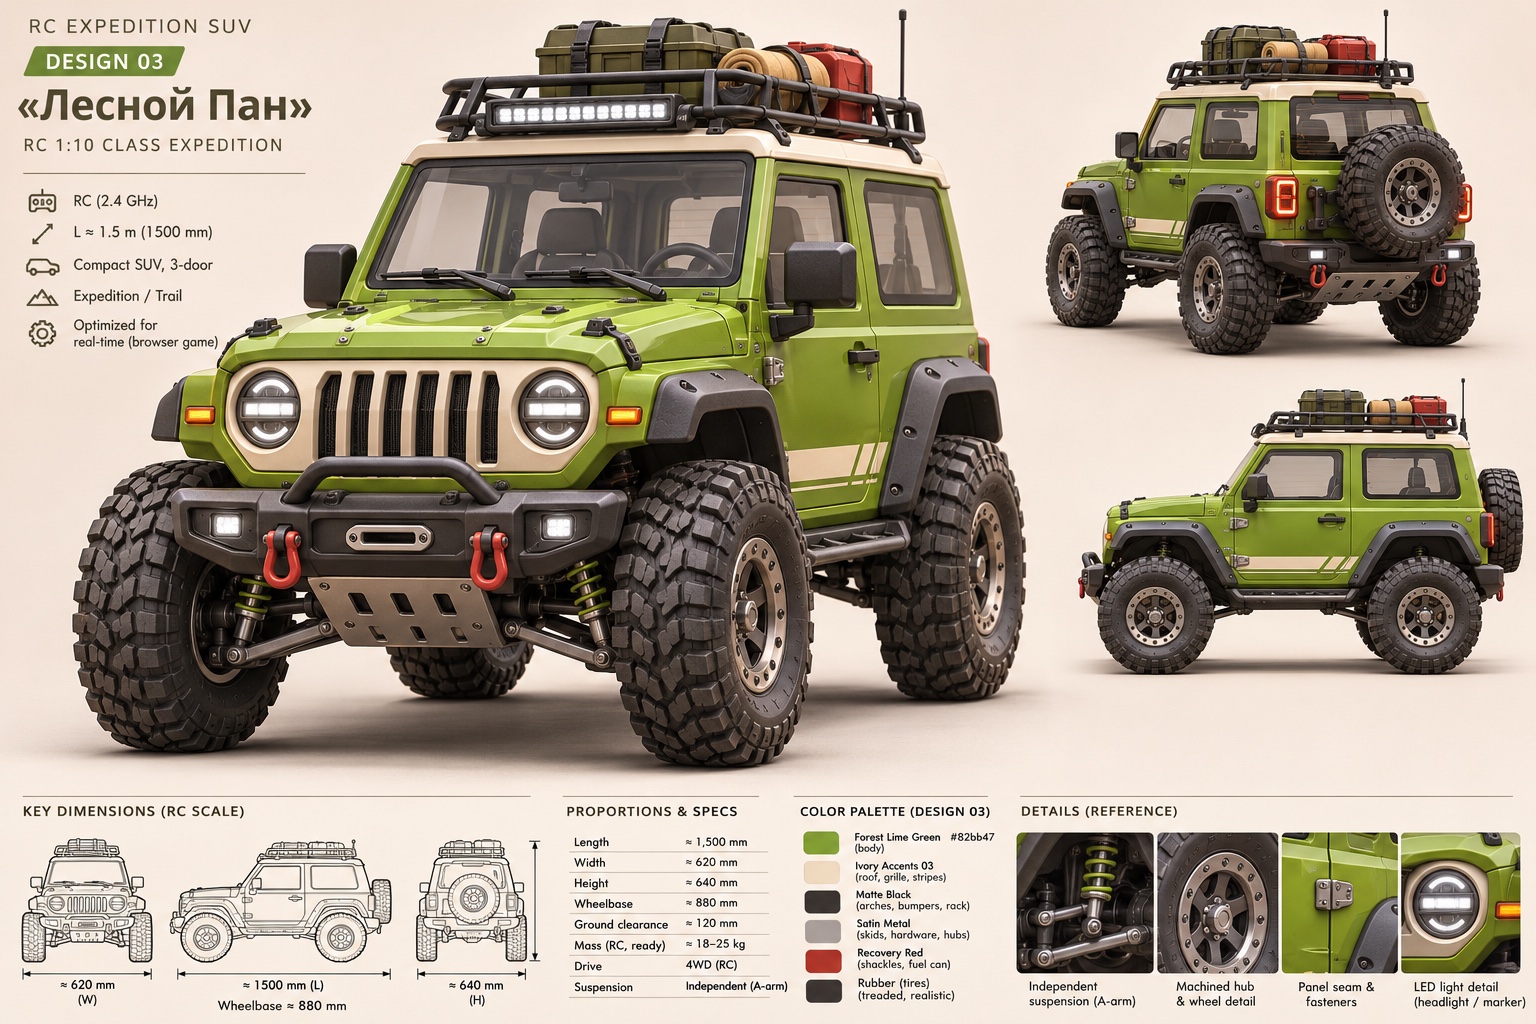 RC EXPEDITION SUV
DESIGN 03
«Лесной Пан»
RC 1:10 CLASS EXPEDITION
RC (2.4 GHz)
L ≈ 1.5 m (1500 mm)
Compact SUV, 3-door
Expedition / Trail
Optimized for
real-time (browser game)
KEY DIMENSIONS (RC SCALE)
≈ 620 mm
(W)
≈ 1500 mm (L)
Wheelbase ≈ 880 mm
≈ 640 mm
(H)
PROPORTIONS & SPECS
Length ≈ 1,500 mm
Width ≈ 620 mm
Height ≈ 640 mm
Wheelbase ≈ 880 mm
Ground clearance ≈ 120 mm
Mass (RC, ready) ≈ 18–25 kg
Drive 4WD (RC)
Suspension Independent (A-arm)
COLOR PALETTE (DESIGN 03)
Forest Lime Green #82bb47
(body)
Ivory Accents 03
(roof, grille, stripes)
Matte Black
(arches, bumpers, rack)
Satin Metal
(skids, hardware, hubs)
Recovery Red
(shackles, fuel can)
Rubber (tires)
(treaded, realistic)
DETAILS (REFERENCE)
Independent
suspension (A-arm)
Machined hub
& wheel detail
Panel seam &
fasteners
LED light detail
(headlight / marker)